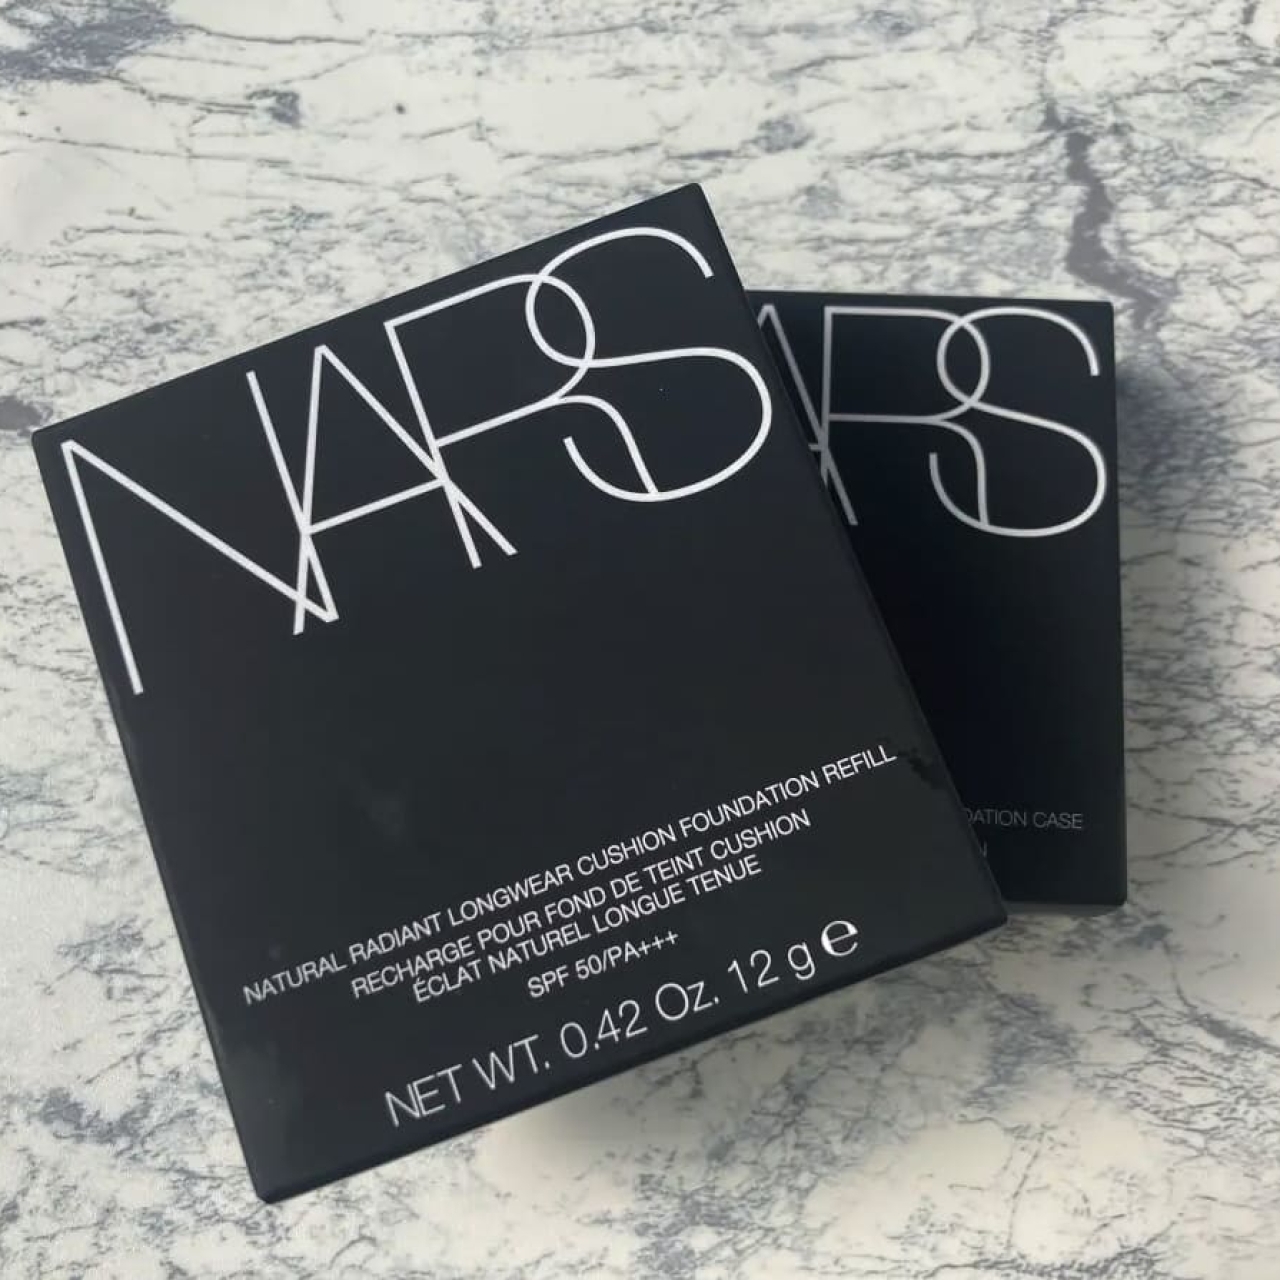 NARS
NATURAL RADIANT LONGWEAR CUSHION FOUNDATION REFILL
RECHARGE POUR FOND DE TEINT CUSHION
ÉCLAT NATUREL LONGUE TENUE
SPF 50/PA+++
NET WT. 0.42 Oz. 12 g ℮
ARS
CASE